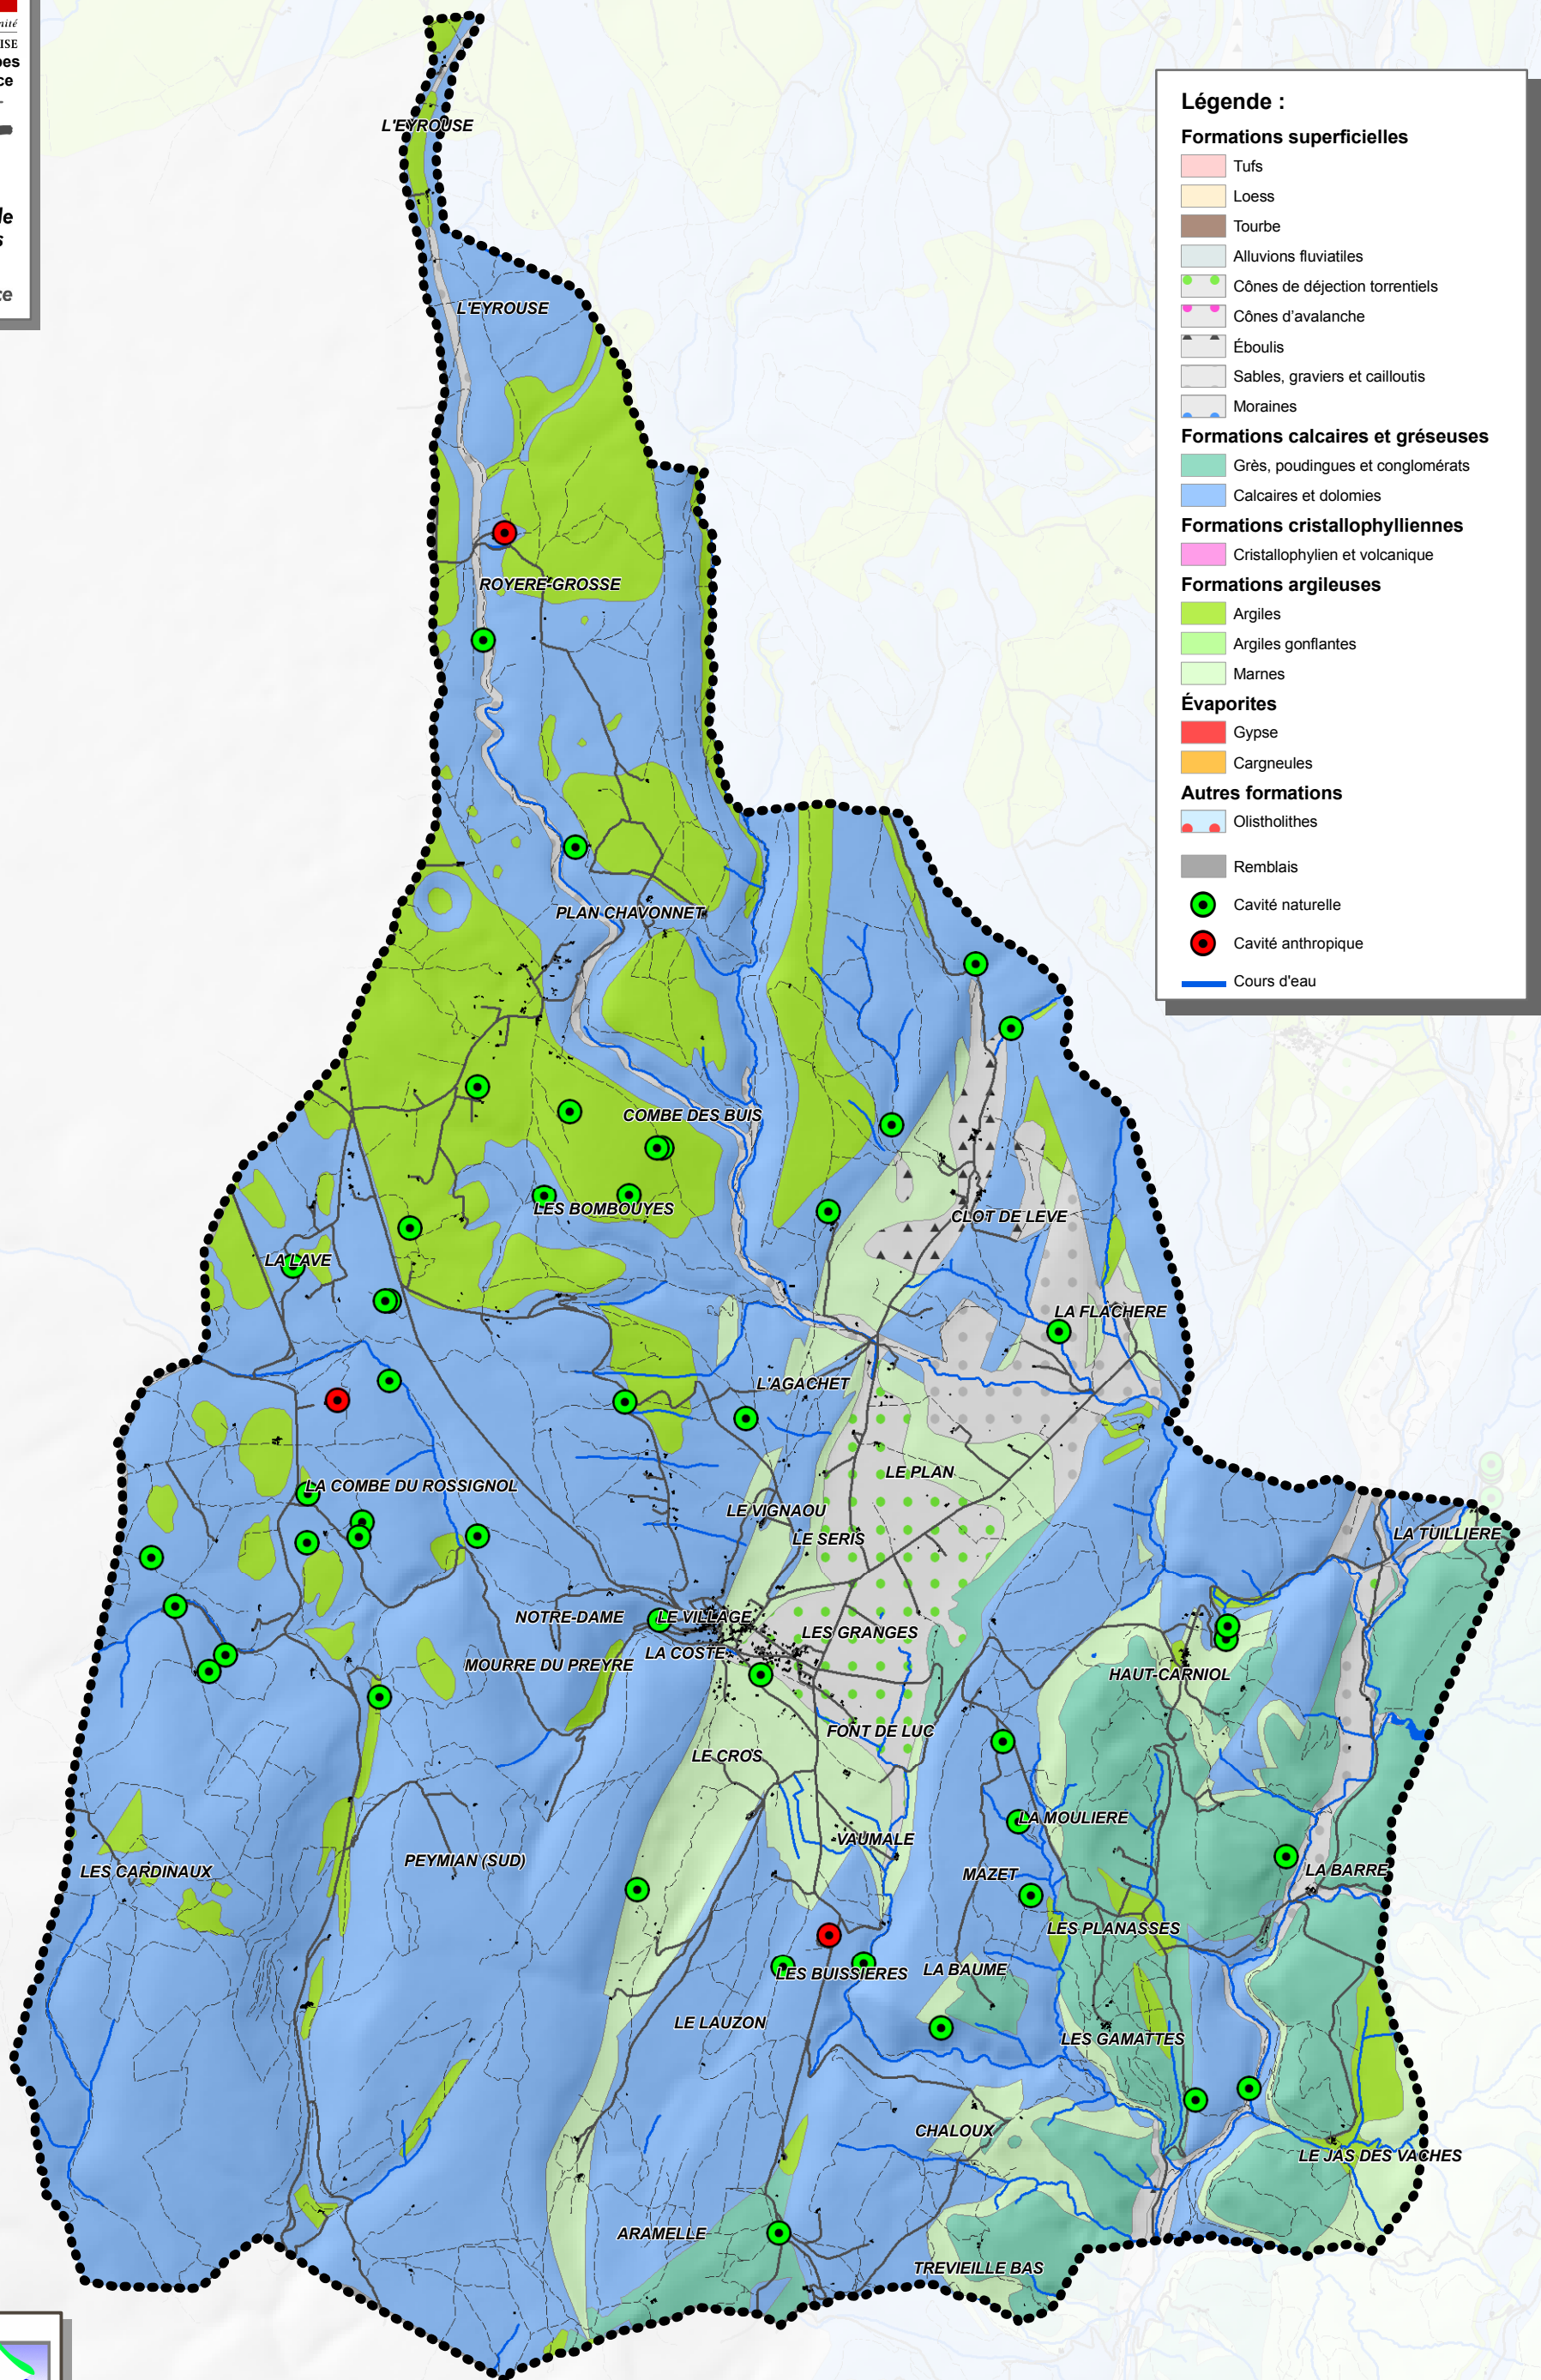 nité
ISE
pes
ce
le
s
te
Légende :
Formations superficielles
Tufs
Loess
Tourbe
Alluvions fluviatiles
Cônes de déjection torrentiels
Cônes d'avalanche
Éboulis
Sables, graviers et cailloutis
Moraines
Formations calcaires et gréseuses
Grès, poudingues et conglomérats
Calcaires et dolomies
Formations cristallophylliennes
Cristallophylien et volcanique
Formations argileuses
Argiles
Argiles gonflantes
Marnes
Évaporites
Gypse
Cargneules
Autres formations
Olistholithes
Remblais
Cavité naturelle
Cavité anthropique
Cours d'eau
L'EYROUSE
L'EYROUSE
ROYERE-GROSSE
PLAN CHAVONNET
COMBE DES BUIS
LES BOMBOUYES
CLOT DE LEVE
LA LAVE
LA FLACHERE
L'AGACHET
LE PLAN
LA COMBE DU ROSSIGNOL
LE VIGNAOU
LE SERIS
LA TUILLIERE
NOTRE-DAME
LE VILLAGE
LES GRANGES
LA COSTE
MOURRE DU PREYRE
HAUT-CARNIOL
FONT DE LUC
LE CROS
LA MOULIERE
VAUMALE
PEYMIAN (SUD)
LES CARDINAUX
MAZET
LA BARRE
LES PLANASSES
LES BUISSIERES
LA BAUME
LE LAUZON
LES GAMATTES
CHALOUX
LE JAS DES VACHES
ARAMELLE
TREVIEILLE BAS